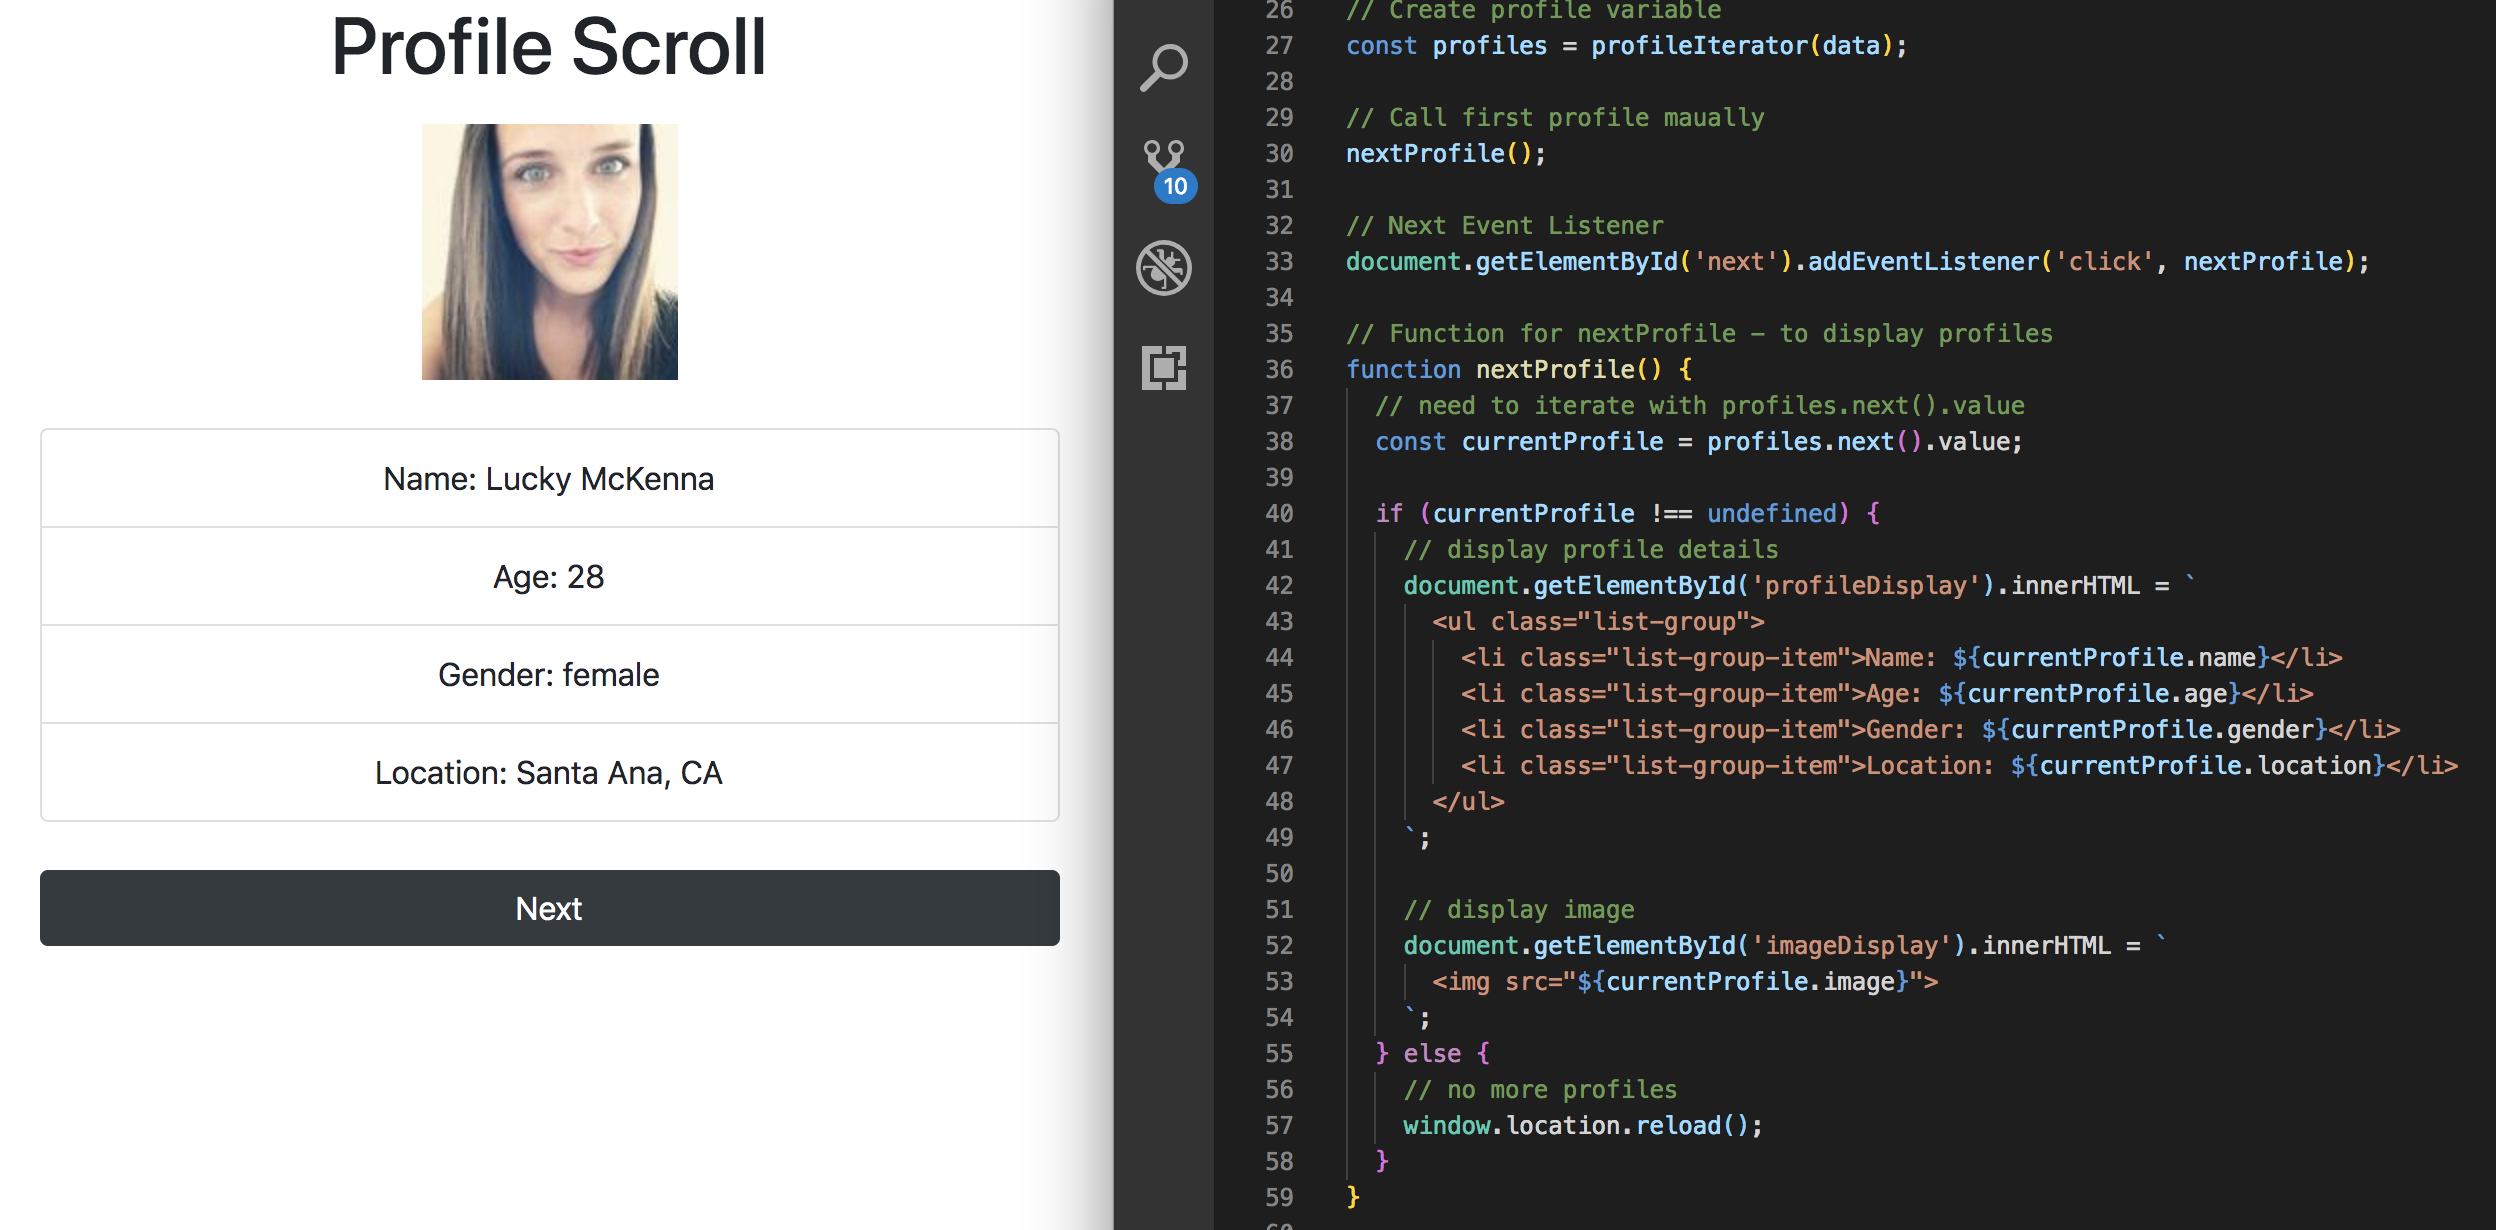 Profile Scroll
Name: Lucky McKenna
Age: 28
Gender: female
Location: Santa Ana, CA
Next
10
26 // Create profile variable
27 const profiles = profileIterator(data);
28
29 // Call first profile maually
30 nextProfile();
31
32 // Next Event Listener
33 document.getElementById('next').addEventListener('click', nextProfile);
34
35 // Function for nextProfile - to display profiles
36 function nextProfile() {
37 // need to iterate with profiles.next().value
38 const currentProfile = profiles.next().value;
39
40 if (currentProfile !== undefined) {
41 // display profile details
42 document.getElementById('profileDisplay').innerHTML = `
43 <ul class="list-group">
44 <li class="list-group-item">Name: ${currentProfile.name}</li>
45 <li class="list-group-item">Age: ${currentProfile.age}</li>
46 <li class="list-group-item">Gender: ${currentProfile.gender}</li>
47 <li class="list-group-item">Location: ${currentProfile.location}</li>
48 </ul>
49 `;
50
51 // display image
52 document.getElementById('imageDisplay').innerHTML = `
53 <img src="${currentProfile.image}">
54 `;
55 } else {
56 // no more profiles
57 window.location.reload();
58 }
59 }
60